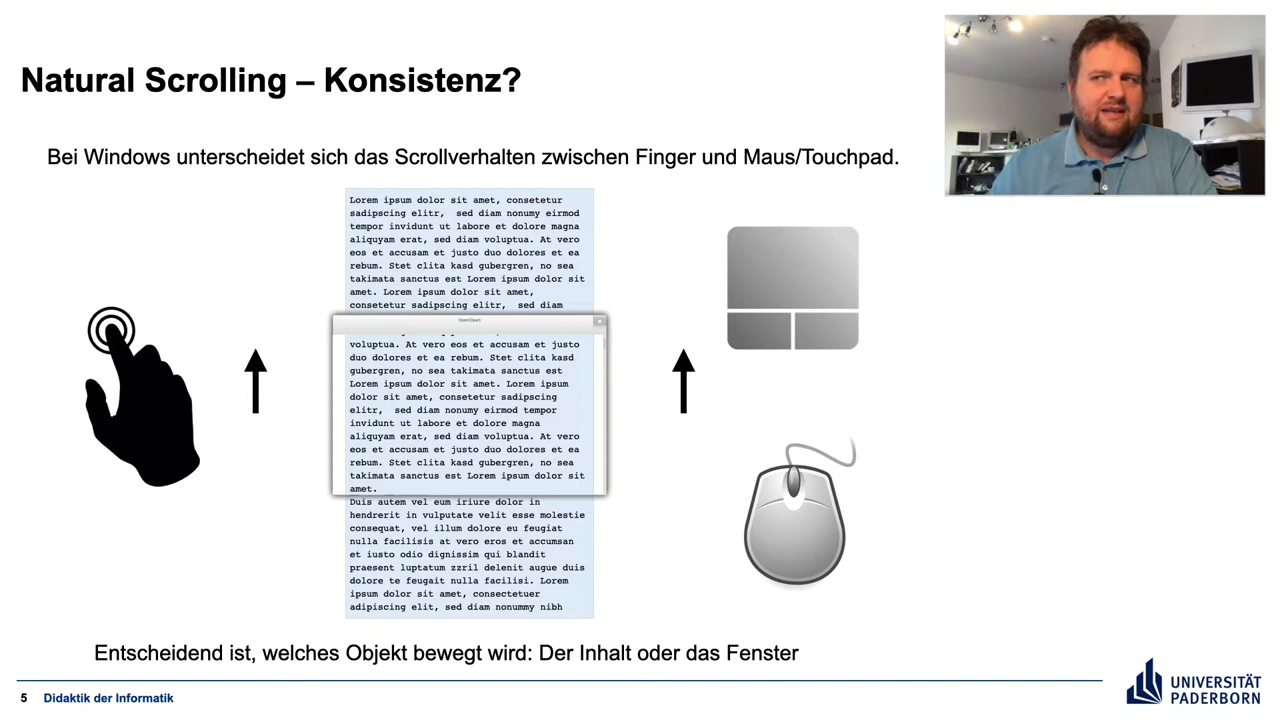 Natural Scrolling – Konsistenz?
Bei Windows unterscheidet sich das Scrollverhalten zwischen Finger und Maus/Touchpad.
Lorem ipsum dolor sit amet, consetetur
sadipscing elitr,  sed diam nonumy eirmod
tempor invidunt ut labore et dolore magna
aliquyam erat, sed diam voluptua. At vero
eos et accusam et justo duo dolores et ea
rebum. Stet clita kasd gubergren, no sea
takimata sanctus est Lorem ipsum dolor sit
amet. Lorem ipsum dolor sit amet,
consetetur sadipscing elitr,  sed diam
OpenClipart
voluptua. At vero eos et accusam et justo
duo dolores et ea rebum. Stet clita kasd
gubergren, no sea takimata sanctus est
Lorem ipsum dolor sit amet. Lorem ipsum
dolor sit amet, consetetur sadipscing
elitr,  sed diam nonumy eirmod tempor
invidunt ut labore et dolore magna
aliquyam erat, sed diam voluptua. At vero
eos et accusam et justo duo dolores et ea
rebum. Stet clita kasd gubergren, no sea
takimata sanctus est Lorem ipsum dolor sit
amet.
Duis autem vel eum iriure dolor in
hendrerit in vulputate velit esse molestie
consequat, vel illum dolore eu feugiat
nulla facilisis at vero eros et accumsan
et iusto odio dignissim qui blandit
praesent luptatum zzril delenit augue duis
dolore te feugait nulla facilisi. Lorem
ipsum dolor sit amet, consectetuer
adipiscing elit, sed diam nonummy nibh
Entscheidend ist, welches Objekt bewegt wird: Der Inhalt oder das Fenster
5 Didaktik der Informatik
UNIVERSITÄT
PADERBORN